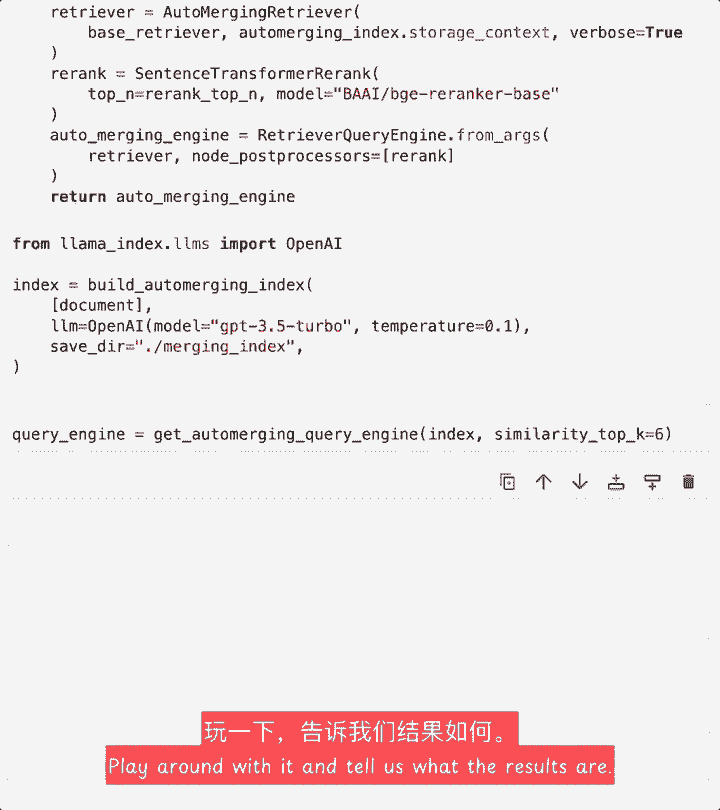 retriever = AutoMergingRetriever(
        base_retriever, automerging_index.storage_context, verbose=True
    )
    rerank = SentenceTransformerRerank(
        top_n=rerank_top_n, model="BAAI/bge-reranker-base"
    )
    auto_merging_engine = RetrieverQueryEngine.from_args(
        retriever, node_postprocessors=[rerank]
    )
    return auto_merging_engine
from llama_index.llms import OpenAI
index = build_automerging_index(
    [document],
    llm=OpenAI(model="gpt-3.5-turbo", temperature=0.1),
    save_dir="./merging_index",
)
query_engine = get_automerging_query_engine(index, similarity_top_k=6)
玩一下，告诉我们结果如何。
Play around with it and tell us what the results are.